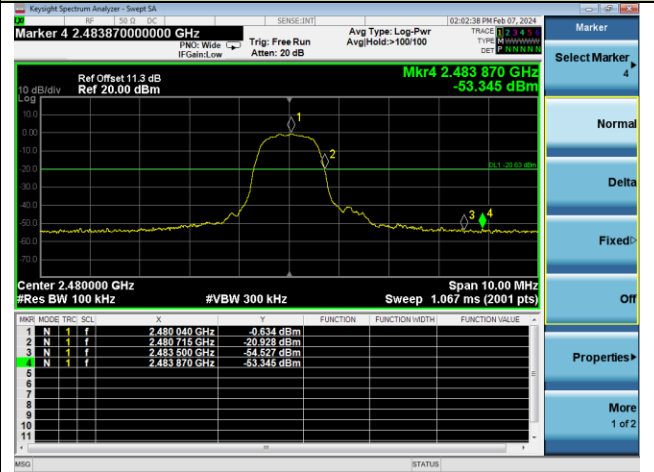 Keysight Spectrum Analyzer - Swept SA
RF 50 Ω DC SENSE:INT 02:02:38 PM Feb 07, 2024
Marker 4 2.483870000000 GHz
PNO: Wide
IFGain:Low
Trig: Free Run
Atten: 20 dB
Avg Type: Log-Pwr
Avg|Hold:>100/100
TRACE 1 2 3 4 5 6
TYPE M W W W W W
DET P N N N N N
Ref Offset 11.3 dB
10 dB/div Ref 20.00 dBm
Mkr4 2.483 870 GHz
-53.345 dBm
Log
10.0
0.00
-10.0
-20.0
-30.0
-40.0
-50.0
-60.0
-70.0
1
2
3
4
DL1 -20.63 dBm
Center 2.480000 GHz Span 10.00 MHz
#Res BW 100 kHz #VBW 300 kHz Sweep 1.067 ms (2001 pts)
MKR MODE TRC SCL X Y FUNCTION FUNCTION WIDTH FUNCTION VALUE
1 N 1 f 2.480 040 GHz -0.634 dBm
2 N 1 f 2.480 715 GHz -20.928 dBm
3 N 1 f 2.483 500 GHz -54.527 dBm
4 N 1 f 2.483 870 GHz -53.345 dBm
5
6
7
8
9
10
11
MSG STATUS
Marker
Select Marker
4
Normal
Delta
Fixed
Off
Properties
More
1 of 2